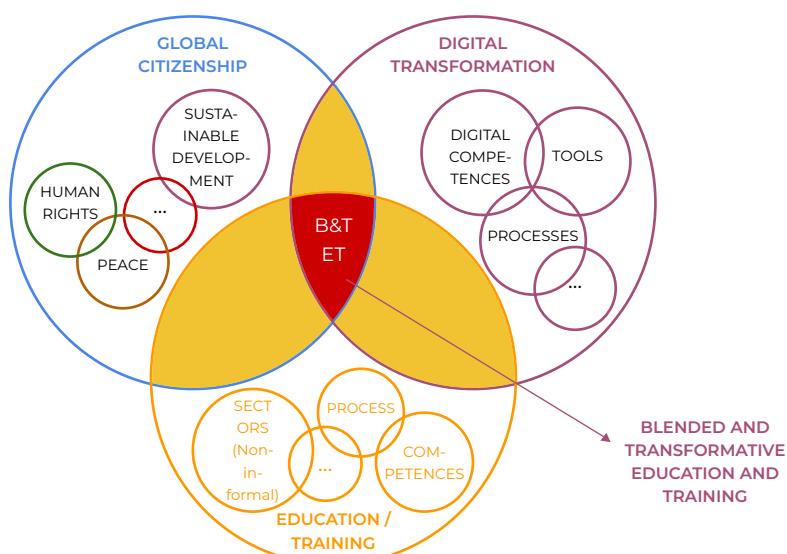 GLOBAL
CITIZENSHIP
DIGITAL
TRANSFORMATION
SUSTA-
INABLE
DEVELOP-
MENT
HUMAN
RIGHTS
...
PEACE
DIGITAL
COMPE-
TENCES
TOOLS
PROCESSES
...
B&T
ET
SECT
ORS
(Non-
in-
formal)
PROCESS
...
COM-
PETENCES
EDUCATION /
TRAINING
BLENDED AND
TRANSFORMATIVE
EDUCATION AND
TRAINING